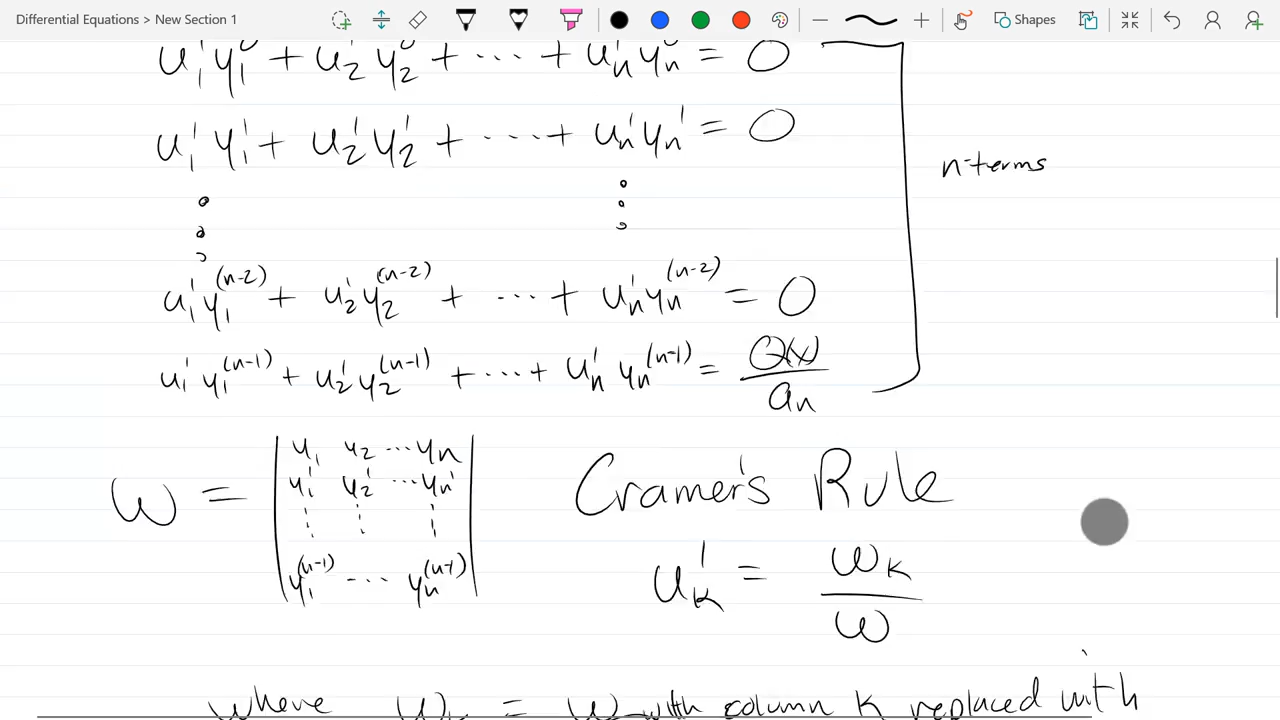 Differential Equations > New Section 1
Shapes
u₁'y₁⁰ + u₂'y₂⁰ + ⋯ + uₙ'yₙ⁰ = 0
u₁'y₁' + u₂'y₂' + ⋯ + uₙ'yₙ' = 0
n-terms
u₁'y₁⁽ⁿ⁻²⁾ + u₂'y₂⁽ⁿ⁻²⁾ + ⋯ + uₙ'yₙ⁽ⁿ⁻²⁾ = 0
u₁'y₁⁽ⁿ⁻¹⁾ + u₂'y₂⁽ⁿ⁻¹⁾ + ⋯ + uₙ'yₙ⁽ⁿ⁻¹⁾ = Q(x)/aₙ
W = | y₁ y₂ ⋯ yₙ
y₁' y₂' ⋯ yₙ'
⋮ ⋮ ⋮
y₁⁽ⁿ⁻¹⁾ ⋯ yₙ⁽ⁿ⁻¹⁾ |
Cramer's Rule
u'ₖ = Wₖ/W
where Wₖ = W with column K replaced with